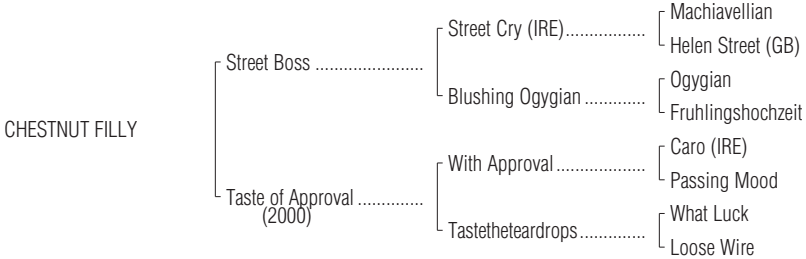 Machiavellian
Street Cry (IRE).................
Helen Street (GB)
Street Boss .......................
Ogygian
Blushing Ogygian .............
Fruhlingshochzeit
CHESTNUT FILLY
Caro (IRE)
With Approval...................
Passing Mood
Taste of Approval ..............
(2000)
What Luck
Tastetheteardrops..............
Loose Wire